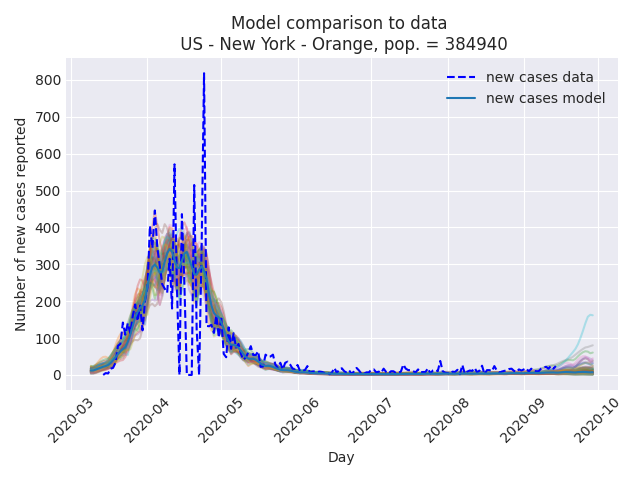 Model comparison to data
US - New York - Orange, pop. = 384940
new cases data
new cases model
Number of new cases reported
800
700
600
500
400
300
200
100
0
2020-03
2020-04
2020-05
2020-06
2020-07
2020-08
2020-09
2020-10
Day